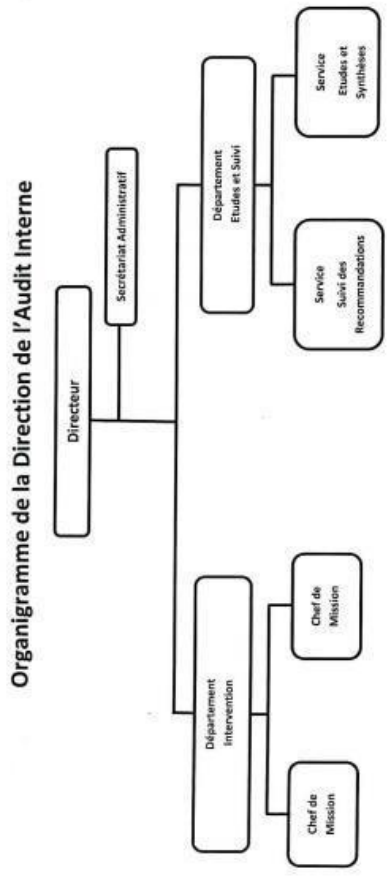 Organigramme de la Direction de l'Audit Interne
Directeur
Secrétariat Administratif
Département
Intervention
Département
Etudes et Suivi
Chef de
Mission
Chef de
Mission
Service
Suivi des
Recommandations
Service
Etudes et
Synthèses